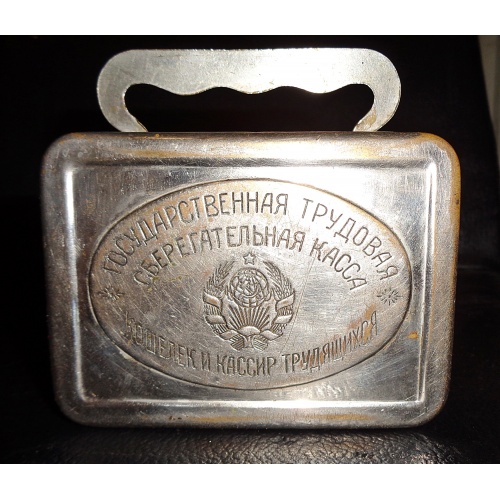 ГОСУДАРСТВЕННАЯ ТРУДОВАЯ
СБЕРЕГАТЕЛЬНАЯ КАССА
КОШЕЛЕК И КАССИР ТРУДЯЩИХСЯ